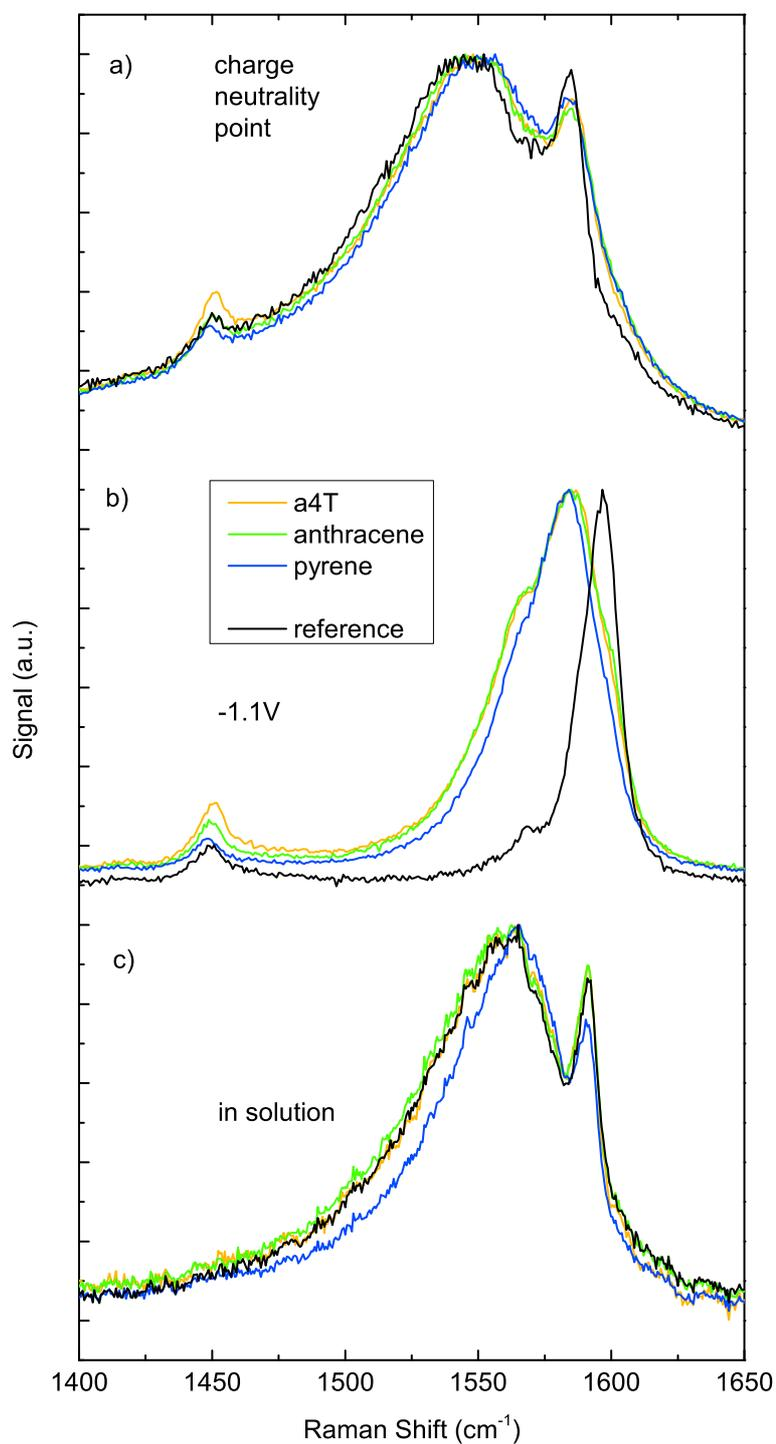 a)
charge
neutrality
point
b)
a4T
anthracene
pyrene
reference
-1.1V
c)
in solution
Signal (a.u.)
1400 1450 1500 1550 1600 1650
Raman Shift (cm⁻¹)